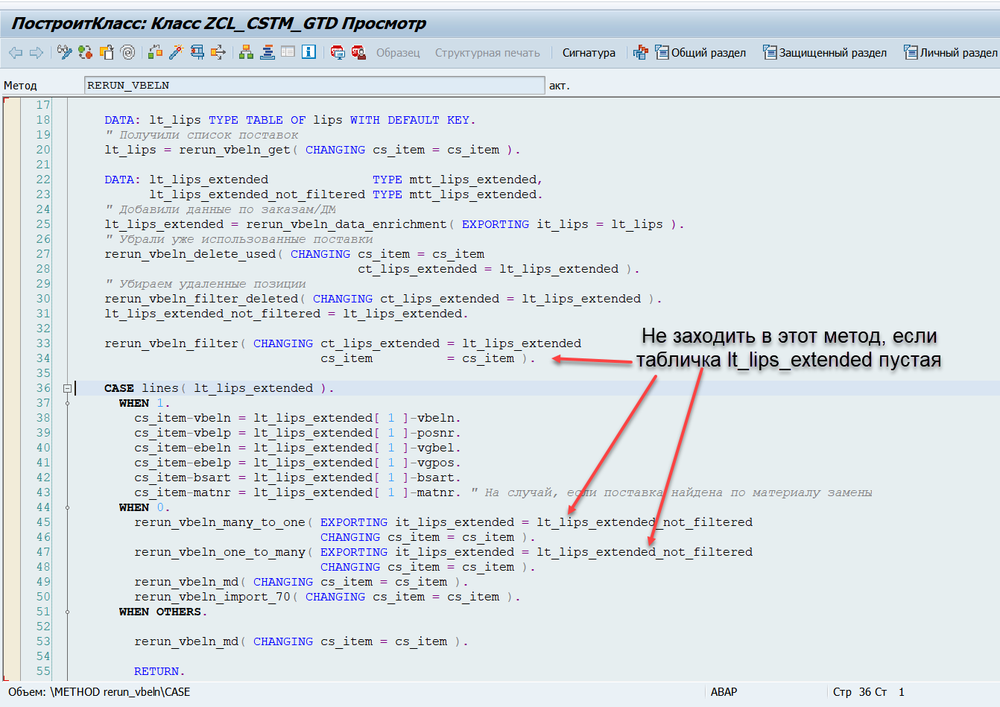 ПостроитКласс: Класс ZCL_CSTM_GTD Просмотр
Образец Структурная печать Сигнатура Общий раздел Защищенный раздел Личный раздел
Метод RERUN_VBELN акт.
17
18 DATA: lt_lips TYPE TABLE OF lips WITH DEFAULT KEY.
19 " Получили список поставок
20 lt_lips = rerun_vbeln_get( CHANGING cs_item = cs_item ).
21
22 DATA: lt_lips_extended TYPE mtt_lips_extended,
23 lt_lips_extended_not_filtered TYPE mtt_lips_extended.
24 " Добавили данные по заказам/ДМ
25 lt_lips_extended = rerun_vbeln_data_enrichment( EXPORTING it_lips = lt_lips ).
26 " Убрали уже использованные поставки
27 rerun_vbeln_delete_used( CHANGING cs_item = cs_item
28 ct_lips_extended = lt_lips_extended ).
29 " Убираем удаленные позиции
30 rerun_vbeln_filter_deleted( CHANGING ct_lips_extended = lt_lips_extended ).
31 lt_lips_extended_not_filtered = lt_lips_extended.
32
Не заходить в этот метод, если
33 rerun_vbeln_filter( CHANGING ct_lips_extended = lt_lips_extended
34 cs_item = cs_item ).
табличка lt_lips_extended пустая
35
36 CASE lines( lt_lips_extended ).
37 WHEN 1.
38 cs_item-vbeln = lt_lips_extended[ 1 ]-vbeln.
39 cs_item-vbelp = lt_lips_extended[ 1 ]-posnr.
40 cs_item-ebeln = lt_lips_extended[ 1 ]-vgbel.
41 cs_item-ebelp = lt_lips_extended[ 1 ]-vgpos.
42 cs_item-bsart = lt_lips_extended[ 1 ]-bsart.
43 cs_item-matnr = lt_lips_extended[ 1 ]-matnr. " На случай, если поставка найдена по материалу замены
44 WHEN 0.
45 rerun_vbeln_many_to_one( EXPORTING it_lips_extended = lt_lips_extended_not_filtered
46 CHANGING cs_item = cs_item ).
47 rerun_vbeln_one_to_many( EXPORTING it_lips_extended = lt_lips_extended_not_filtered
48 CHANGING cs_item = cs_item ).
49 rerun_vbeln_md( CHANGING cs_item = cs_item ).
50 rerun_vbeln_import_70( CHANGING cs_item = cs_item ).
51 WHEN OTHERS.
52
53 rerun_vbeln_md( CHANGING cs_item = cs_item ).
54
55 RETURN.
Объем: \METHOD rerun_vbeln\CASE ABAP Стр 36 Ст 1